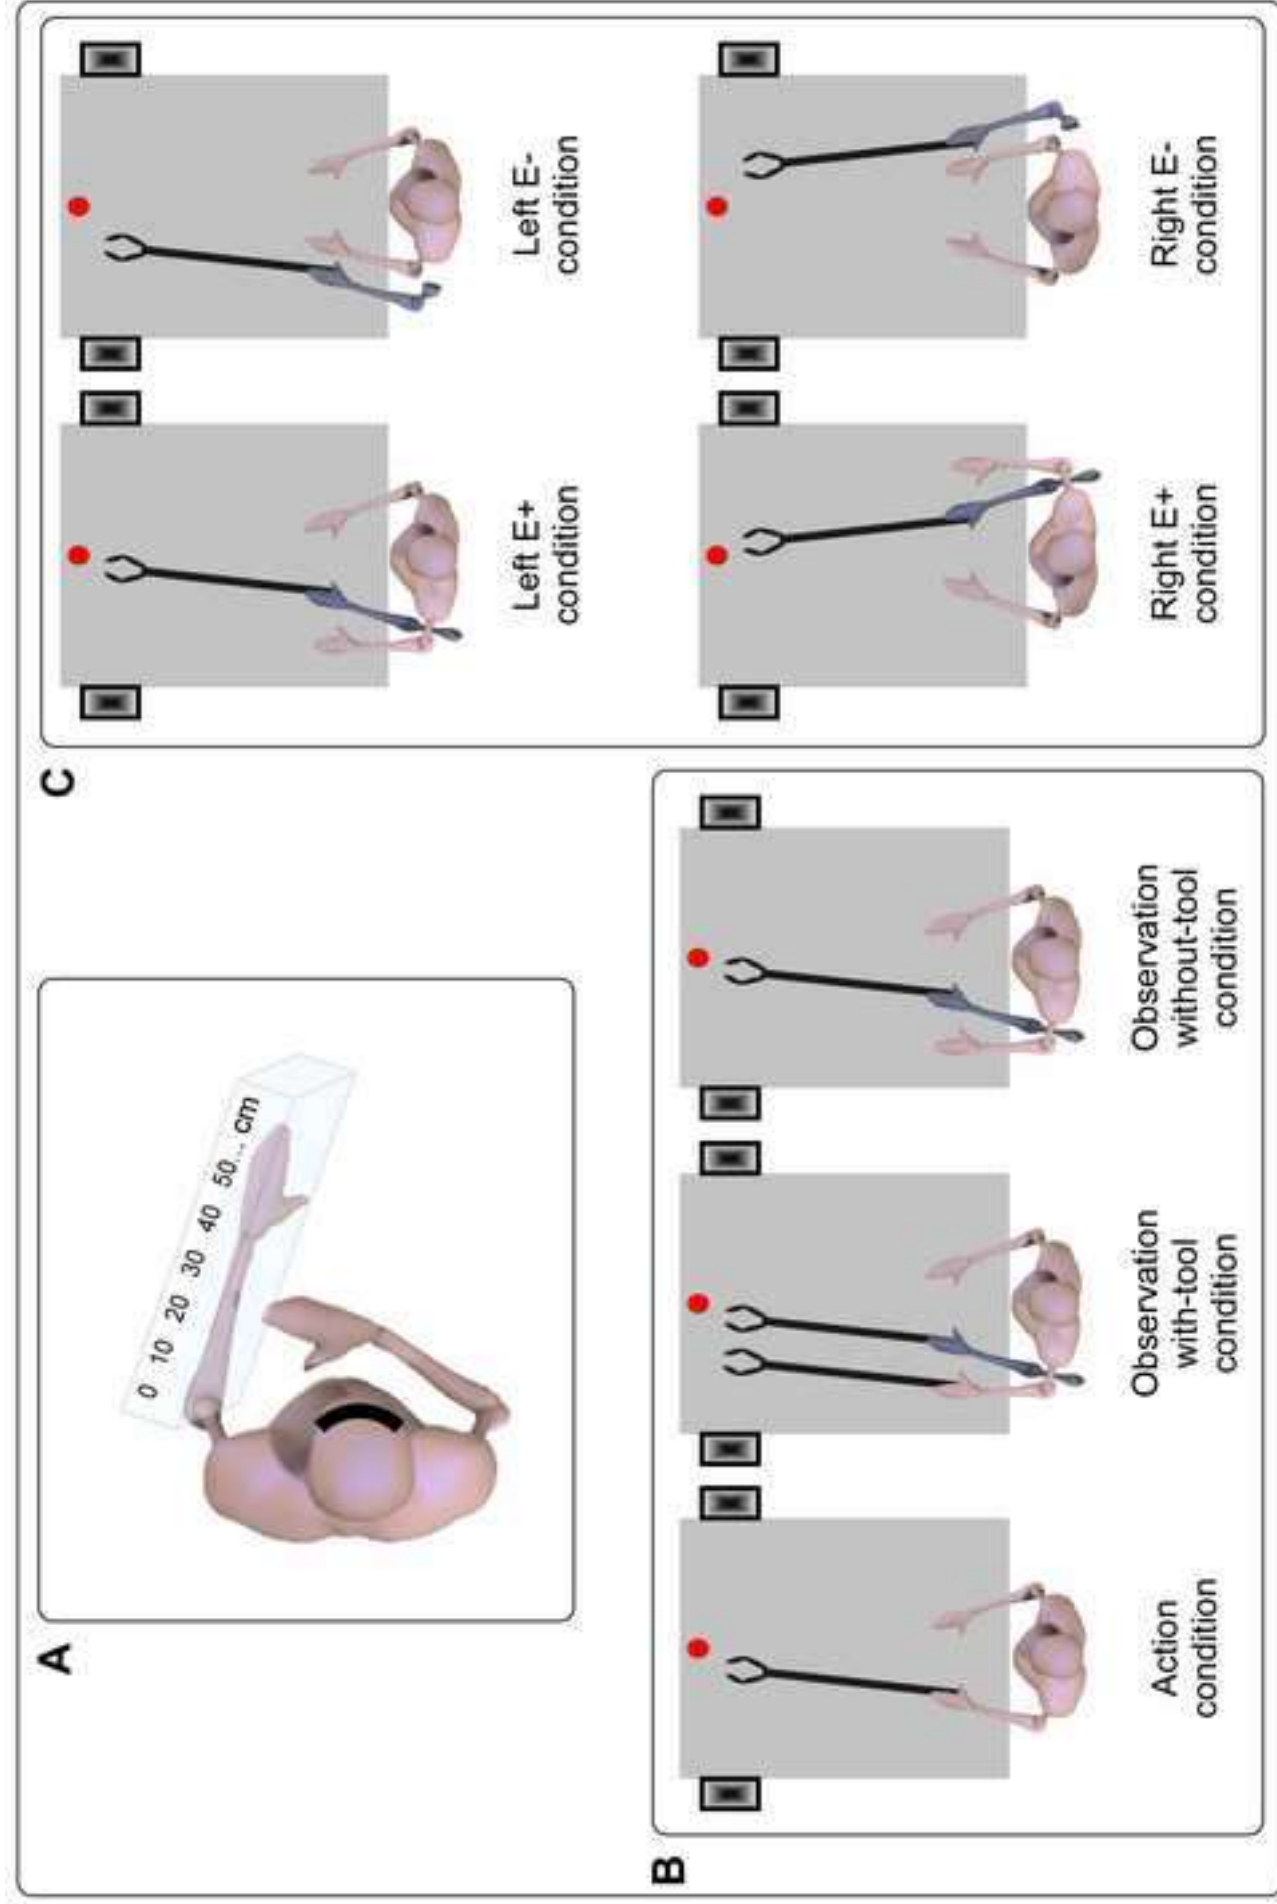 A
0 10 20 30 40 50... cm
B
Action
condition
Observation
with-tool
condition
Observation
without-tool
condition
C
Left E+
condition
Left E-
condition
Right E+
condition
Right E-
condition